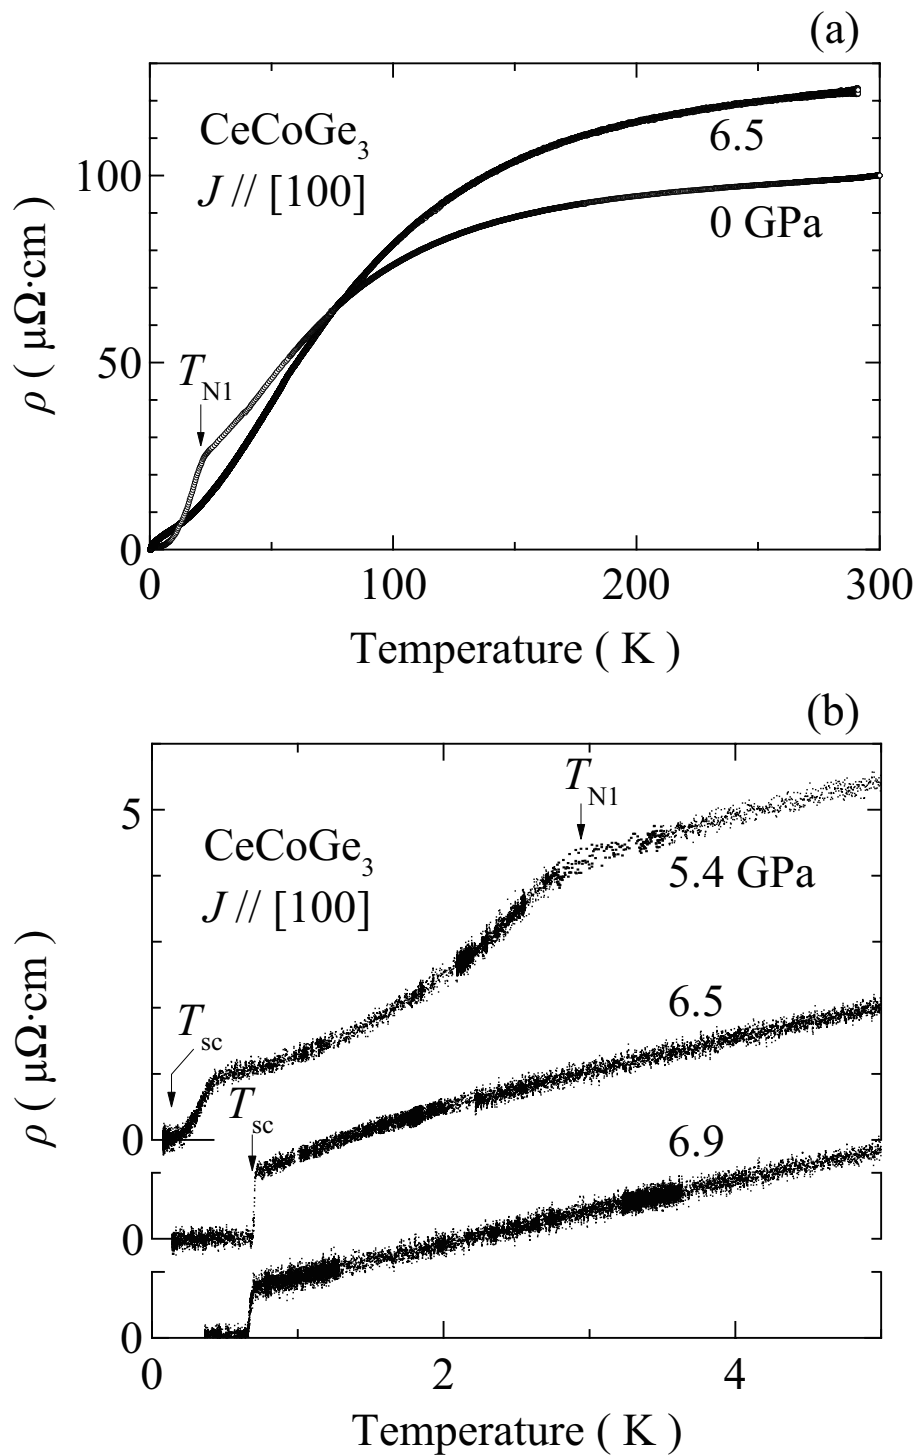 (a)
CeCoGe3
J // [100]
6.5
0 GPa
TN1
100
50
0
ρ ( μΩ·cm )
0
100
200
300
Temperature ( K )
(b)
TN1
CeCoGe3
J // [100]
5.4 GPa
Tsc
Tsc
6.5
6.9
5
0
0
0
ρ ( μΩ·cm )
0
2
4
Temperature ( K )